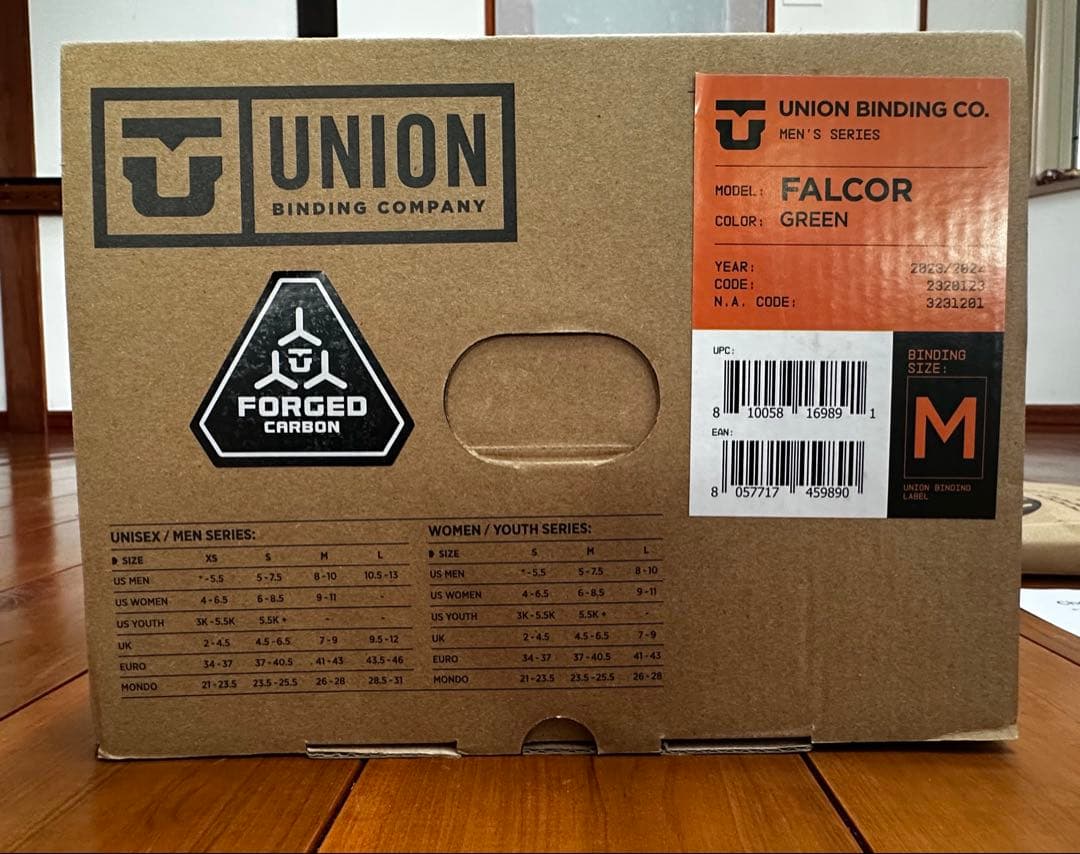 UNION
BINDING COMPANY
FORGED
CARBON
UNION BINDING CO.
MEN'S SERIES
MODEL: FALCOR
COLOR: GREEN
YEAR: 2023/2024
CODE: 2320123
N.A. CODE: 3231201
UPC:
8 10058 16989 1
EAN:
8 057717 459890
BINDING
SIZE:
M
UNION BINDING
LABEL
UNISEX / MEN SERIES:
SIZE XS S M L
US MEN *-5.5 5-7.5 8-10 10.5-13
US WOMEN 4-6.5 6-8.5 9-11 -
US YOUTH 3K-5.5K 5.5K+ - -
UK 2-4.5 4.5-6.5 7-9 9.5-12
EURO 34-37 37-40.5 41-43 43.5-46
MONDO 21-23.5 23.5-25.5 26-28 28.5-31
WOMEN / YOUTH SERIES:
SIZE S M L
US MEN *-5.5 5-7.5 8-10
US WOMEN 4-6.5 6-8.5 9-11
US YOUTH 3K-5.5K 5.5K+ -
UK 2-4.5 4.5-6.5 7-9
EURO 34-37 37-40.5 41-43
MONDO 21-23.5 23.5-25.5 26-28